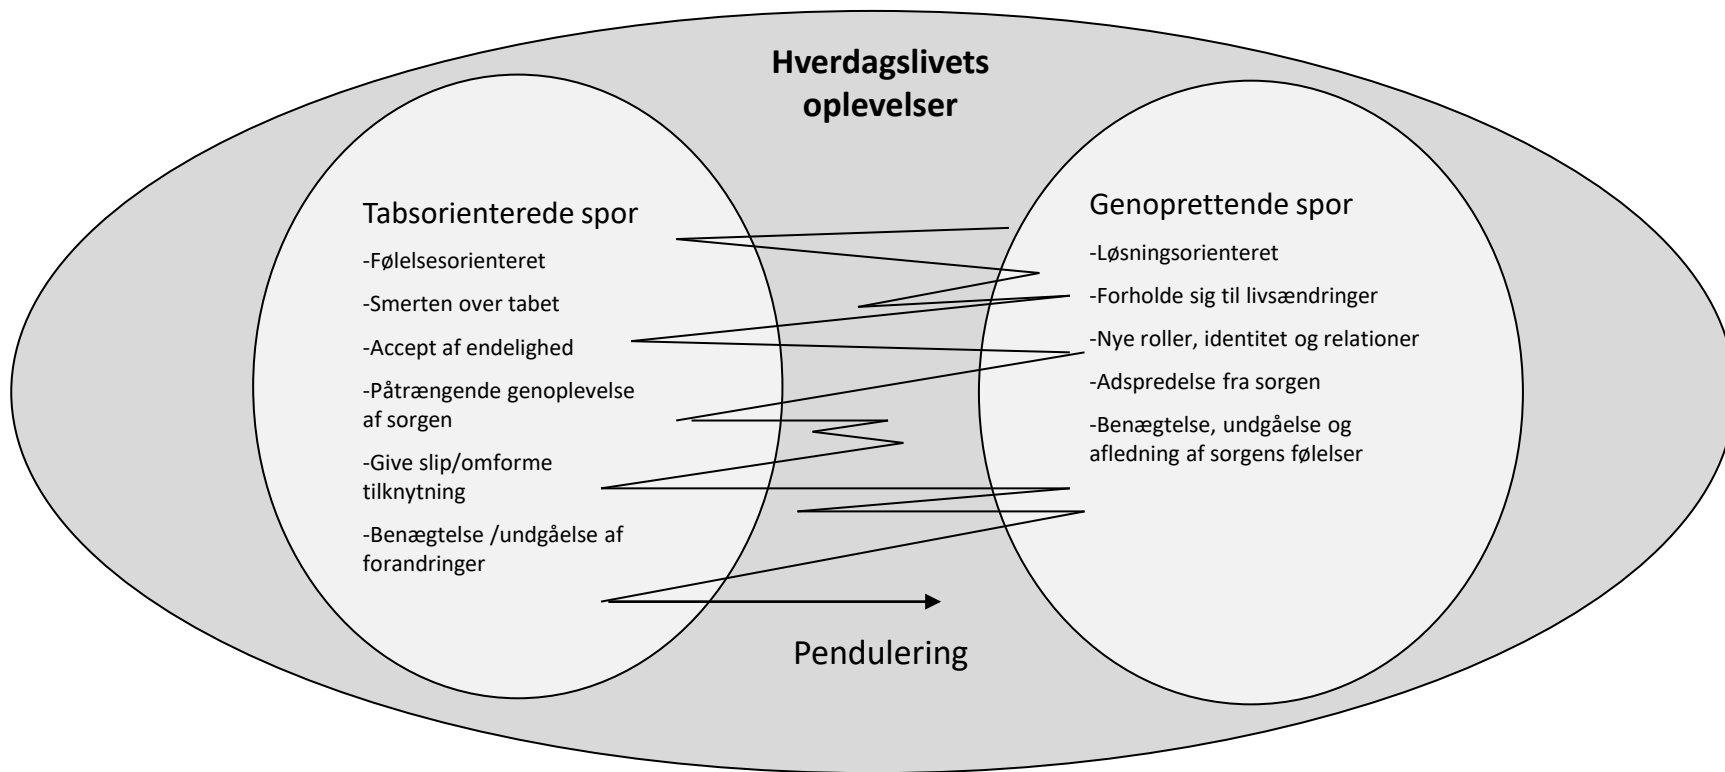 Hverdagslivets
oplevelser
Tabsorienterede spor
-Følelsesorienteret
-Smerten over tabet
-Accept af endelighed
-Påtrængende genoplevelse
af sorgen
-Give slip/omforme
tilknytning
-Benægtelse /undgåelse af
forandringer
Genoprettende spor
-Løsningsorienteret
-Forholde sig til livsændringer
-Nye roller, identitet og relationer
-Adspredelse fra sorgen
-Benægtelse, undgåelse og
afledning af sorgens følelser
Pendulering